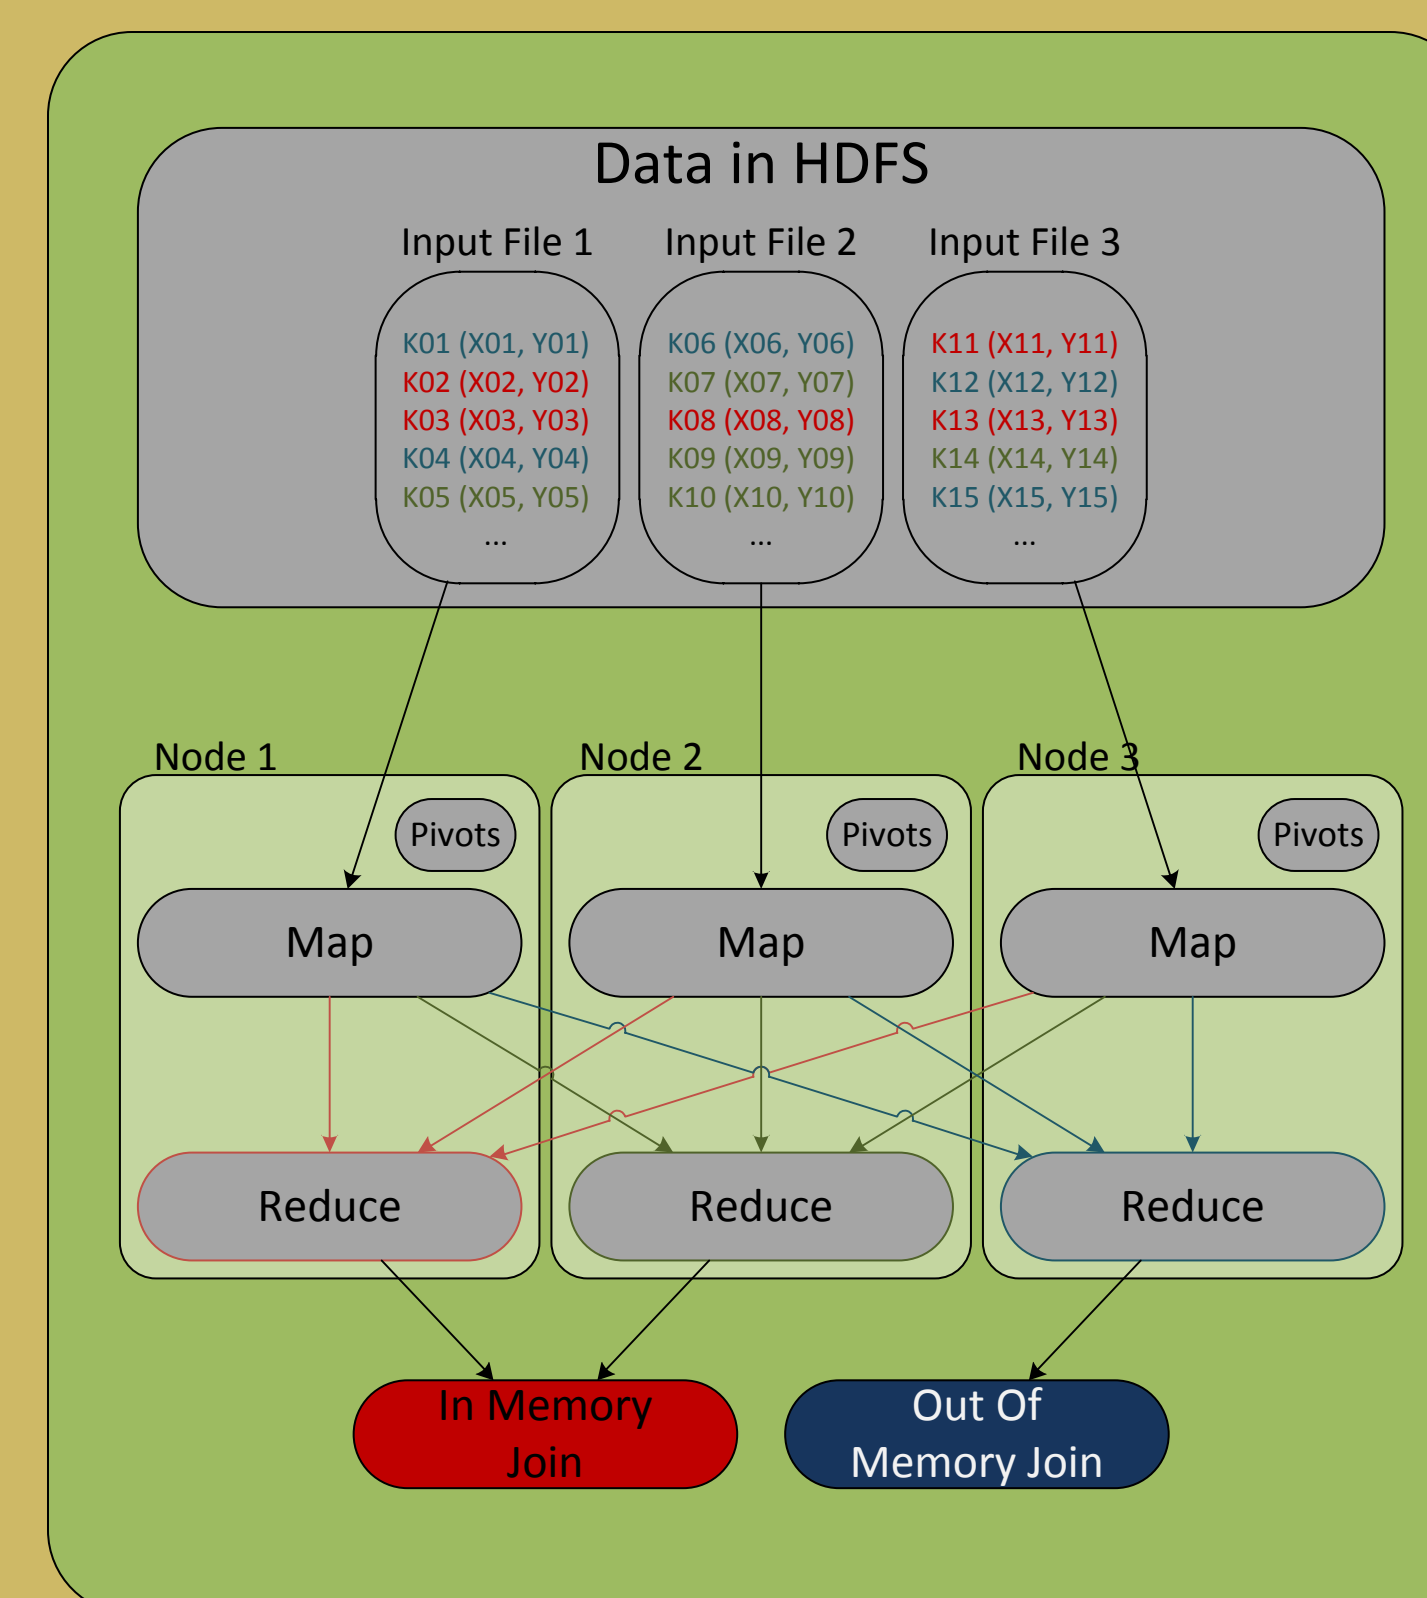 Data in HDFS
Input File 1
Input File 2
Input File 3
K01 (X01, Y01)
K02 (X02, Y02)
K03 (X03, Y03)
K04 (X04, Y04)
K05 (X05, Y05)
...
K06 (X06, Y06)
K07 (X07, Y07)
K08 (X08, Y08)
K09 (X09, Y09)
K10 (X10, Y10)
...
K11 (X11, Y11)
K12 (X12, Y12)
K13 (X13, Y13)
K14 (X14, Y14)
K15 (X15, Y15)
...
Node 1
Node 2
Node 3
Pivots
Pivots
Pivots
Map
Map
Map
Reduce
Reduce
Reduce
In Memory
Join
Out Of
Memory Join